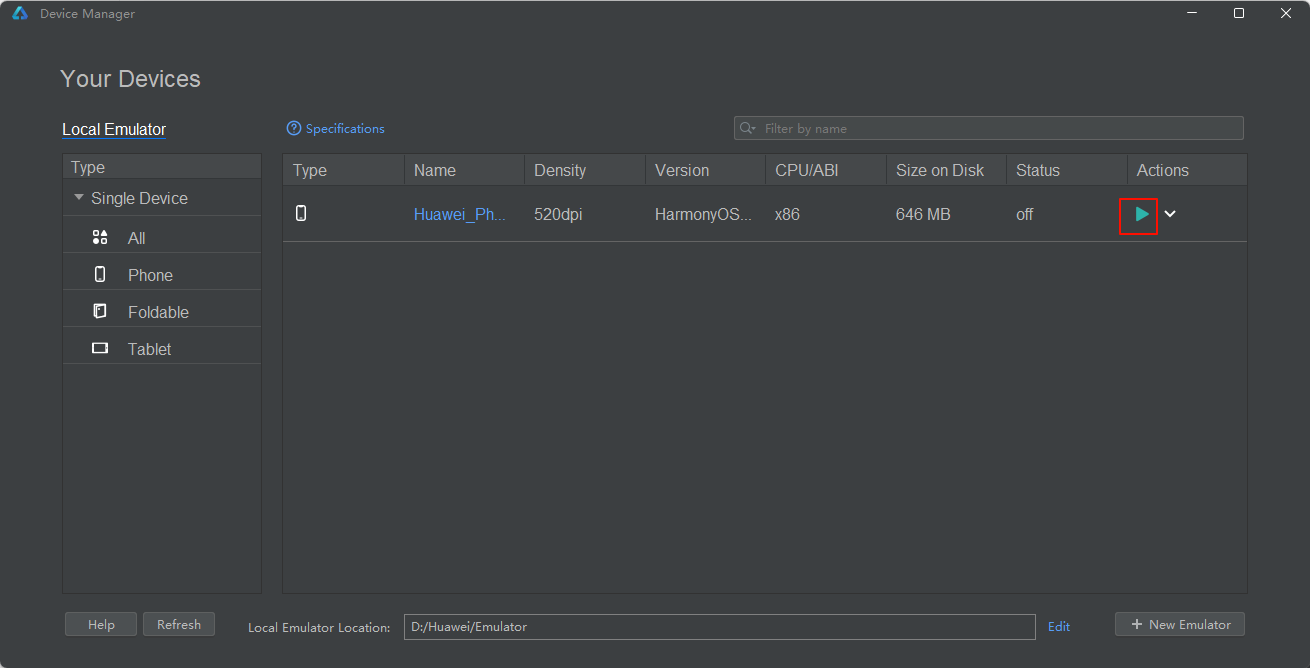 Device Manager
Your Devices
Local Emulator
Specifications
Filter by name
Type
Single Device
All
Phone
Foldable
Tablet
Type Name Density Version CPU/ABI Size on Disk Status Actions
Huawei_Ph... 520dpi HarmonyOS... x86 646 MB off
Help Refresh Local Emulator Location: D:/Huawei/Emulator Edit + New Emulator